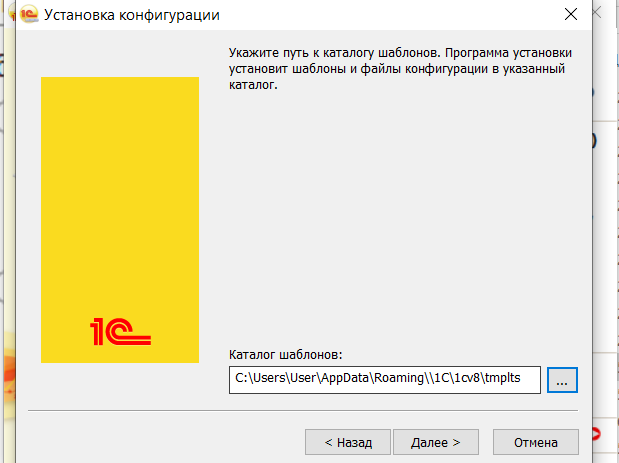 Установка конфигурации
Укажите путь к каталогу шаблонов. Программа установки
установит шаблоны и файлы конфигурации в указанный
каталог.
1С
Каталог шаблонов:
C:\Users\User\AppData\Roaming\\1C\1cv8\tmplts
...
< Назад
Далее >
Отмена